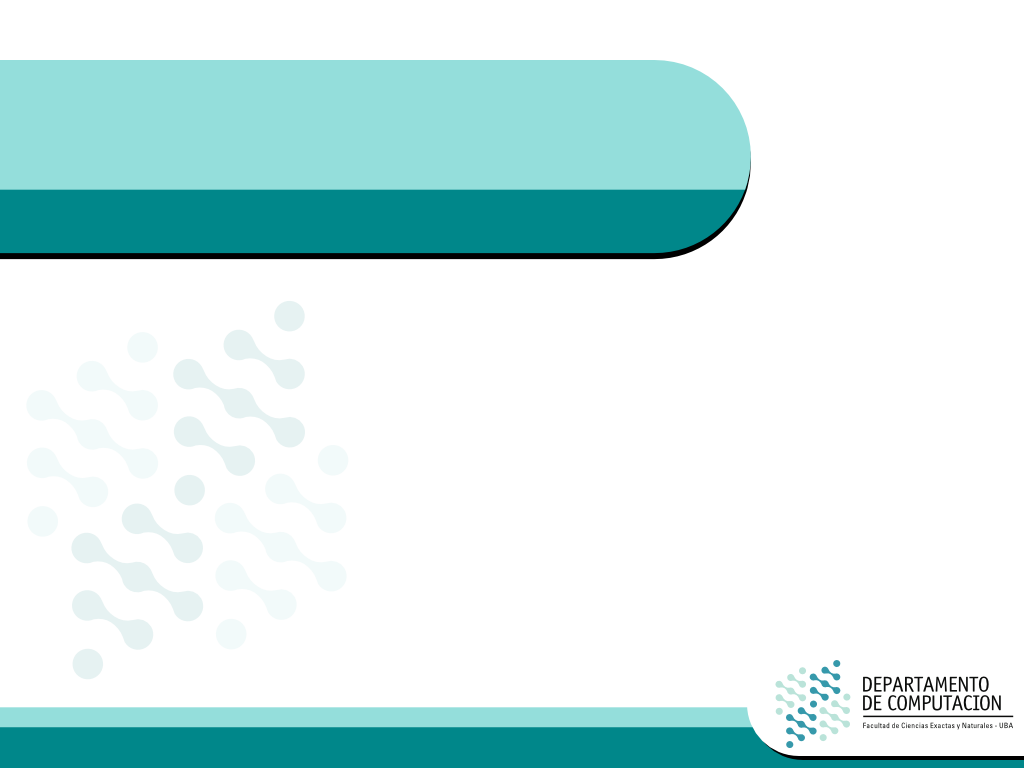 DEPARTAMENTO
DE COMPUTACION
Facultad de Ciencias Exactas y Naturales - UBA